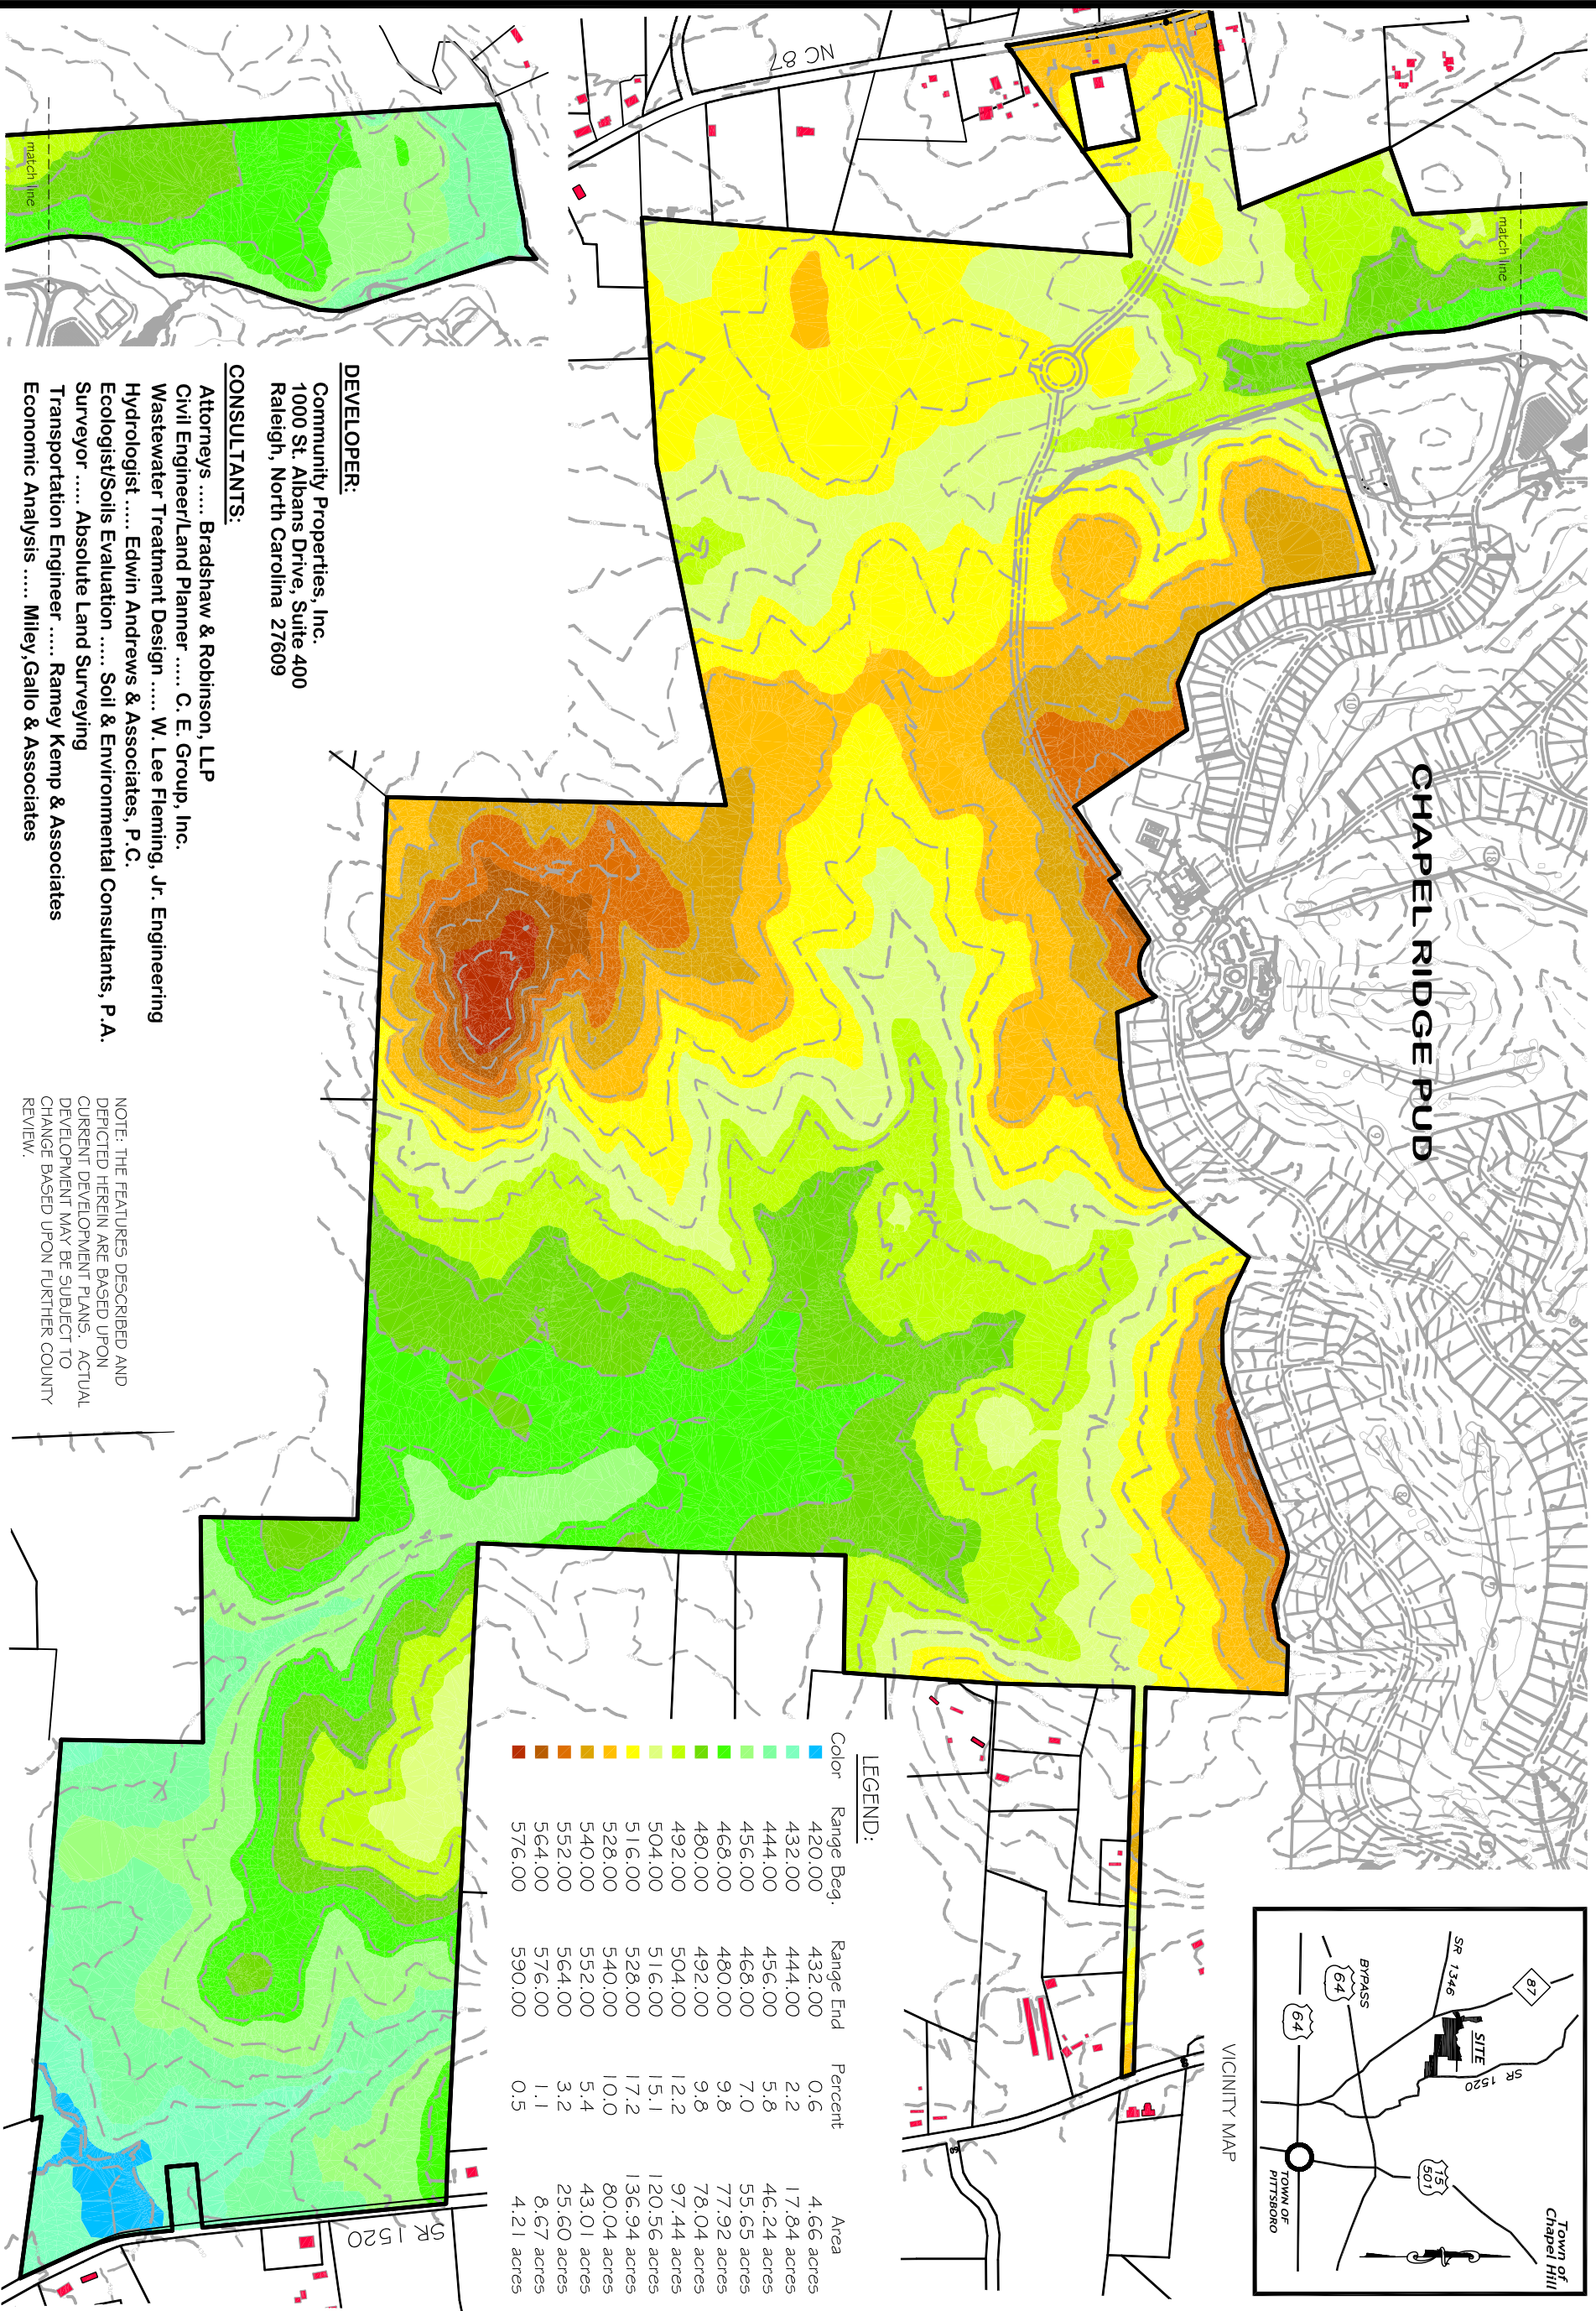 NC 87
match line
match line
CHAPEL RIDGE PUD
10
18
9
8
7
DEVELOPER:
Community Properties, Inc.
1000 St. Albans Drive, Suite 400
Raleigh, North Carolina 27609
CONSULTANTS:
Attorneys ..... Bradshaw & Robinson, LLP
Civil Engineer/Land Planner ...... C. E. Group, Inc.
Wastewater Treatment Design ...... W. Lee Fleming, Jr. Engineering
Hydrologist ..... Edwin Andrews & Associates, P.C.
Ecologist/Soils Evaluation ...... Soil & Environmental Consultants, P.A.
Surveyor ...... Absolute Land Surveying
Transportation Engineer ...... Ramey Kemp & Associates
Economic Analysis ..... Miley,Gallo & Associates
NOTE: THE FEATURES DESCRIBED AND
DEPICTED HEREIN ARE BASED UPON
CURRENT DEVELOPMENT PLANS. ACTUAL
DEVELOPMENT MAY BE SUBJECT TO
CHANGE BASED UPON FURTHER COUNTY
REVIEW.
LEGEND:
Color Range Beg. Range End Percent Area
420.00 432.00 0.6 4.66 acres
432.00 444.00 2.2 17.84 acres
444.00 456.00 5.8 46.24 acres
456.00 468.00 7.0 55.65 acres
468.00 480.00 9.8 77.92 acres
480.00 492.00 9.8 78.04 acres
492.00 504.00 12.2 97.44 acres
504.00 516.00 15.1 120.56 acres
516.00 528.00 17.2 136.94 acres
528.00 540.00 10.0 80.04 acres
540.00 552.00 5.4 43.01 acres
552.00 564.00 3.2 25.60 acres
564.00 576.00 1.1 8.67 acres
576.00 590.00 0.5 4.21 acres
SR 1520
VICINITY MAP
Town of
Chapel Hill
87
SR 1346
SITE
SR 1520
BYPASS
64
64
15
501
TOWN OF
PITTSBORO